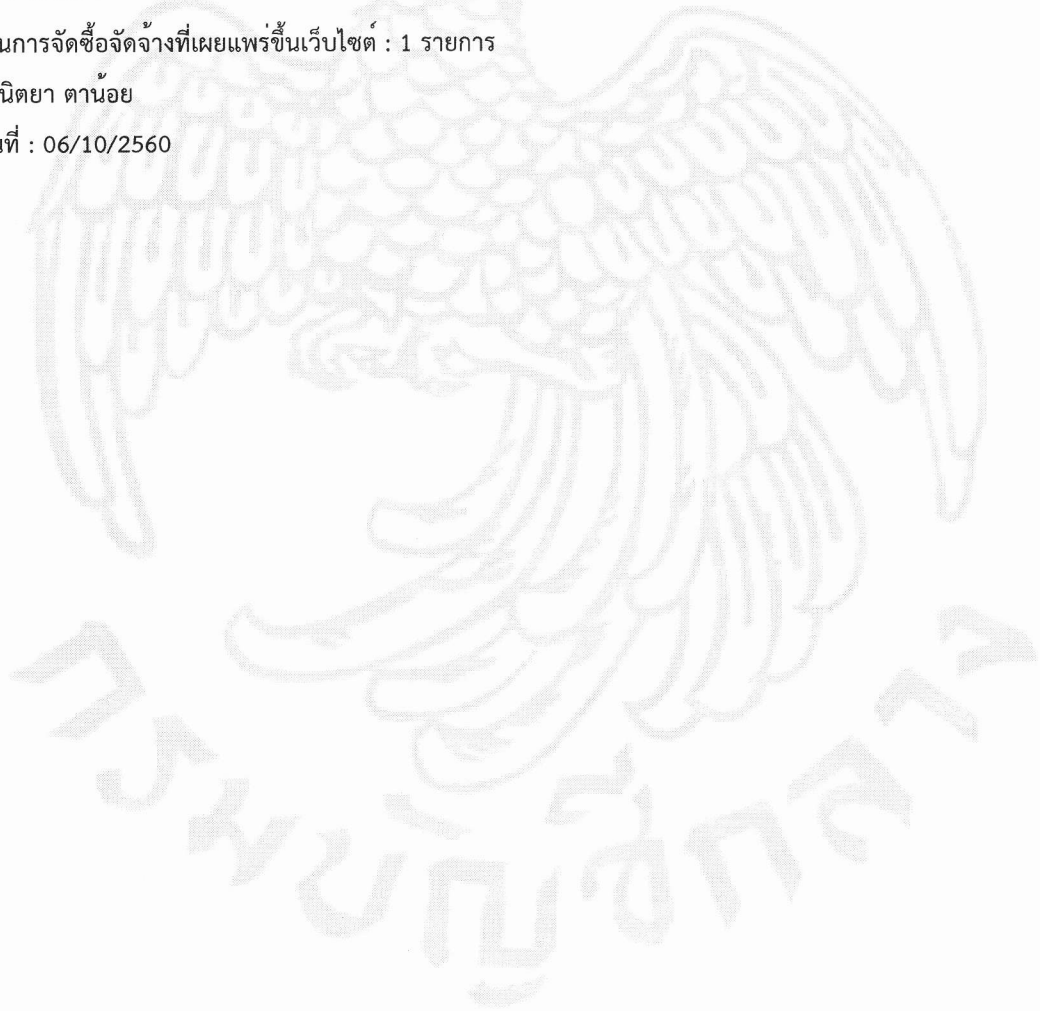 นการจัดซื้อจัดจ้างที่เผยแพร่ขึ้นเว็บไซต์ : 1 รายการ
นิตยา ตาน้อย
ที่ : 06/10/2560
กรมบัญชีกลาง